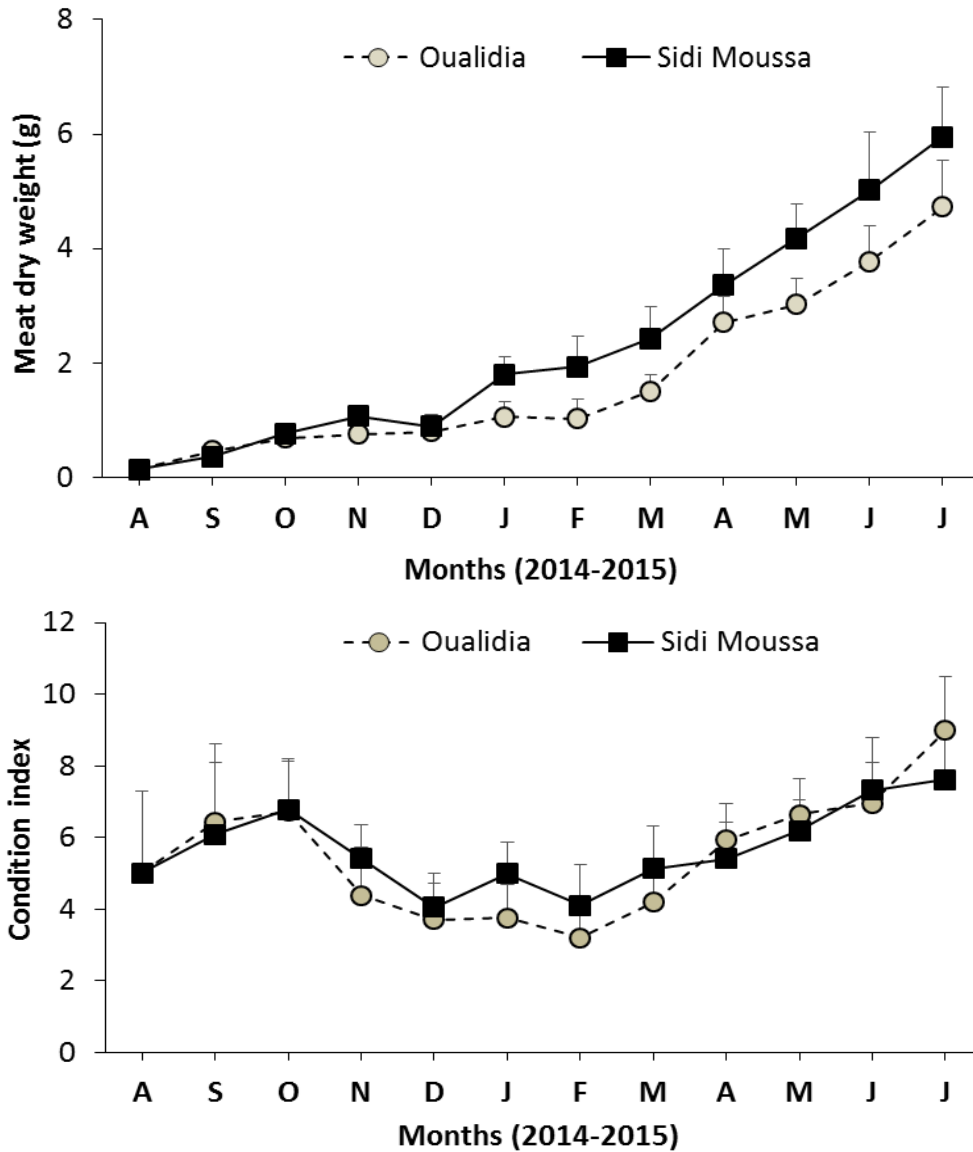 Oualidia Sidi Moussa
Meat dry weight (g)
8
6
4
2
0
A S O N D J F M A M J J
Months (2014-2015)
Oualidia Sidi Moussa
Condition index
12
10
8
6
4
2
0
A S O N D J F M A M J J
Months (2014-2015)